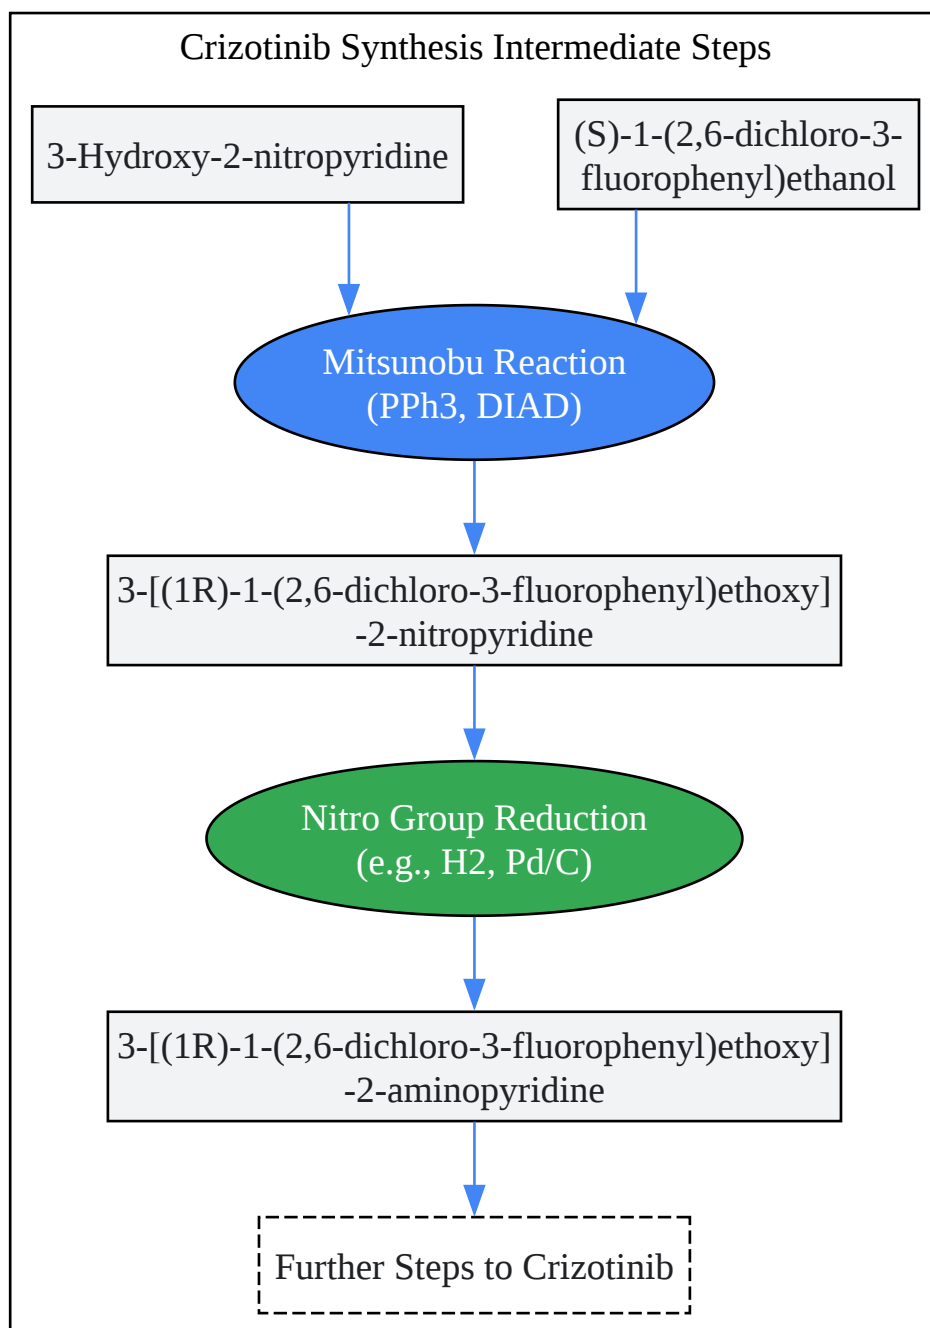 Crizotinib Synthesis Intermediate Steps
3-Hydroxy-2-nitropyridine
(S)-1-(2,6-dichloro-3-
fluorophenyl)ethanol
Mitsunobu Reaction
(PPh3, DIAD)
3-[(1R)-1-(2,6-dichloro-3-fluorophenyl)ethoxy]
-2-nitropyridine
Nitro Group Reduction
(e.g., H2, Pd/C)
3-[(1R)-1-(2,6-dichloro-3-fluorophenyl)ethoxy]
-2-aminopyridine
Further Steps to Crizotinib